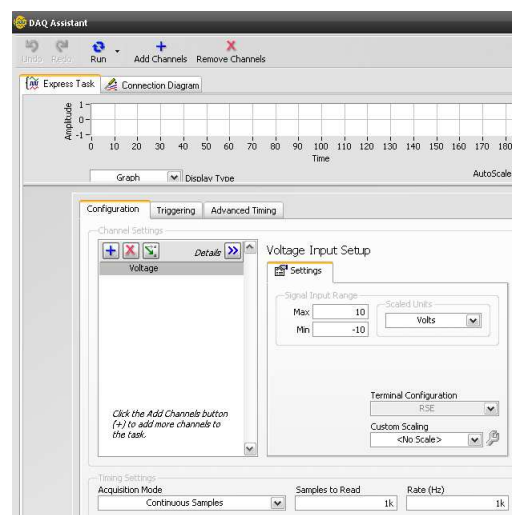 DAQ Assistant
Undo Redo Run Add Channels Remove Channels
Express Task Connection Diagram
Amplitude
1
0
-1
0 10 20 30 40 50 60 70 80 90 100 110 120 130 140 150 160 170 180
Time
Graph Display Type AutoScale
Configuration Triggering Advanced Timing
Channel Settings
Details
Voltage
Click the Add Channels button
(+) to add more channels to
the task.
Voltage Input Setup
Settings
Signal Input Range
Max 10
Min -10
Scaled Units
Volts
Terminal Configuration
RSE
Custom Scaling
<No Scale>
Timing Settings
Acquisition Mode Samples to Read Rate (Hz)
Continuous Samples 1k 1k